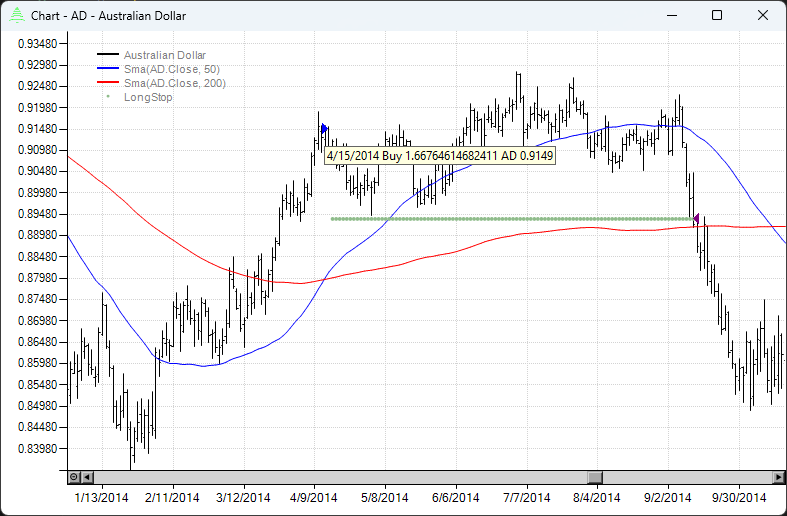 Chart - AD - Australian Dollar
0.93480
0.92980
0.92480
0.91980
0.91480
0.90980
0.90480
0.89980
0.89480
0.88980
0.88480
0.87980
0.87480
0.86980
0.86480
0.85980
0.85480
0.84980
0.84480
0.83980
Australian Dollar
Sma(AD.Close, 50)
Sma(AD.Close, 200)
LongStop
4/15/2014 Buy 1.66764614682411 AD 0.9149
1/13/2014 2/11/2014 3/12/2014 4/9/2014 5/8/2014 6/6/2014 7/7/2014 8/4/2014 9/2/2014 9/30/2014